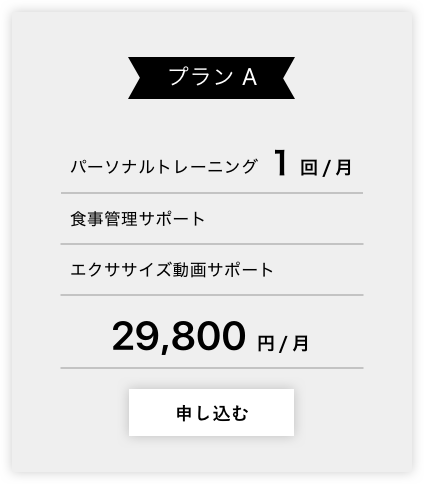 プラン A
パーソナルトレーニング 1 回 / 月
食事管理サポート
エクササイズ動画サポート
29,800 円 / 月
申し込む